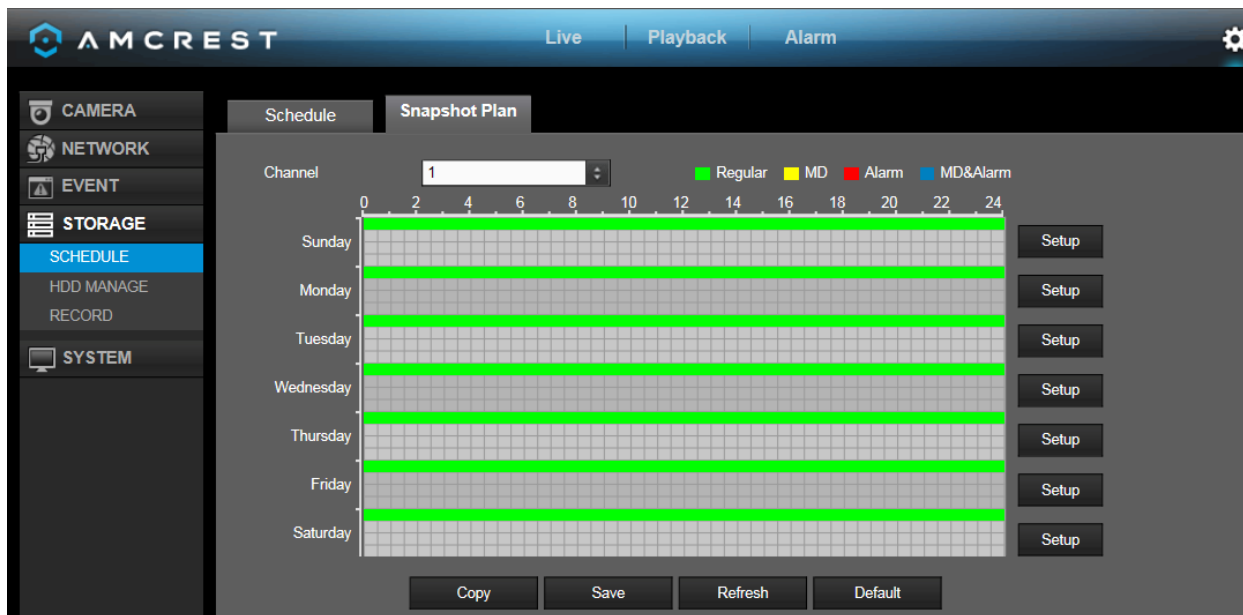 AMCREST Live Playback Alarm
CAMERA
NETWORK
EVENT
STORAGE
SCHEDULE
HDD MANAGE
RECORD
SYSTEM
Schedule Snapshot Plan
Channel 1 Regular MD Alarm MD&Alarm
0 2 4 6 8 10 12 14 16 18 20 22 24
Sunday Setup
Monday Setup
Tuesday Setup
Wednesday Setup
Thursday Setup
Friday Setup
Saturday Setup
Copy Save Refresh Default